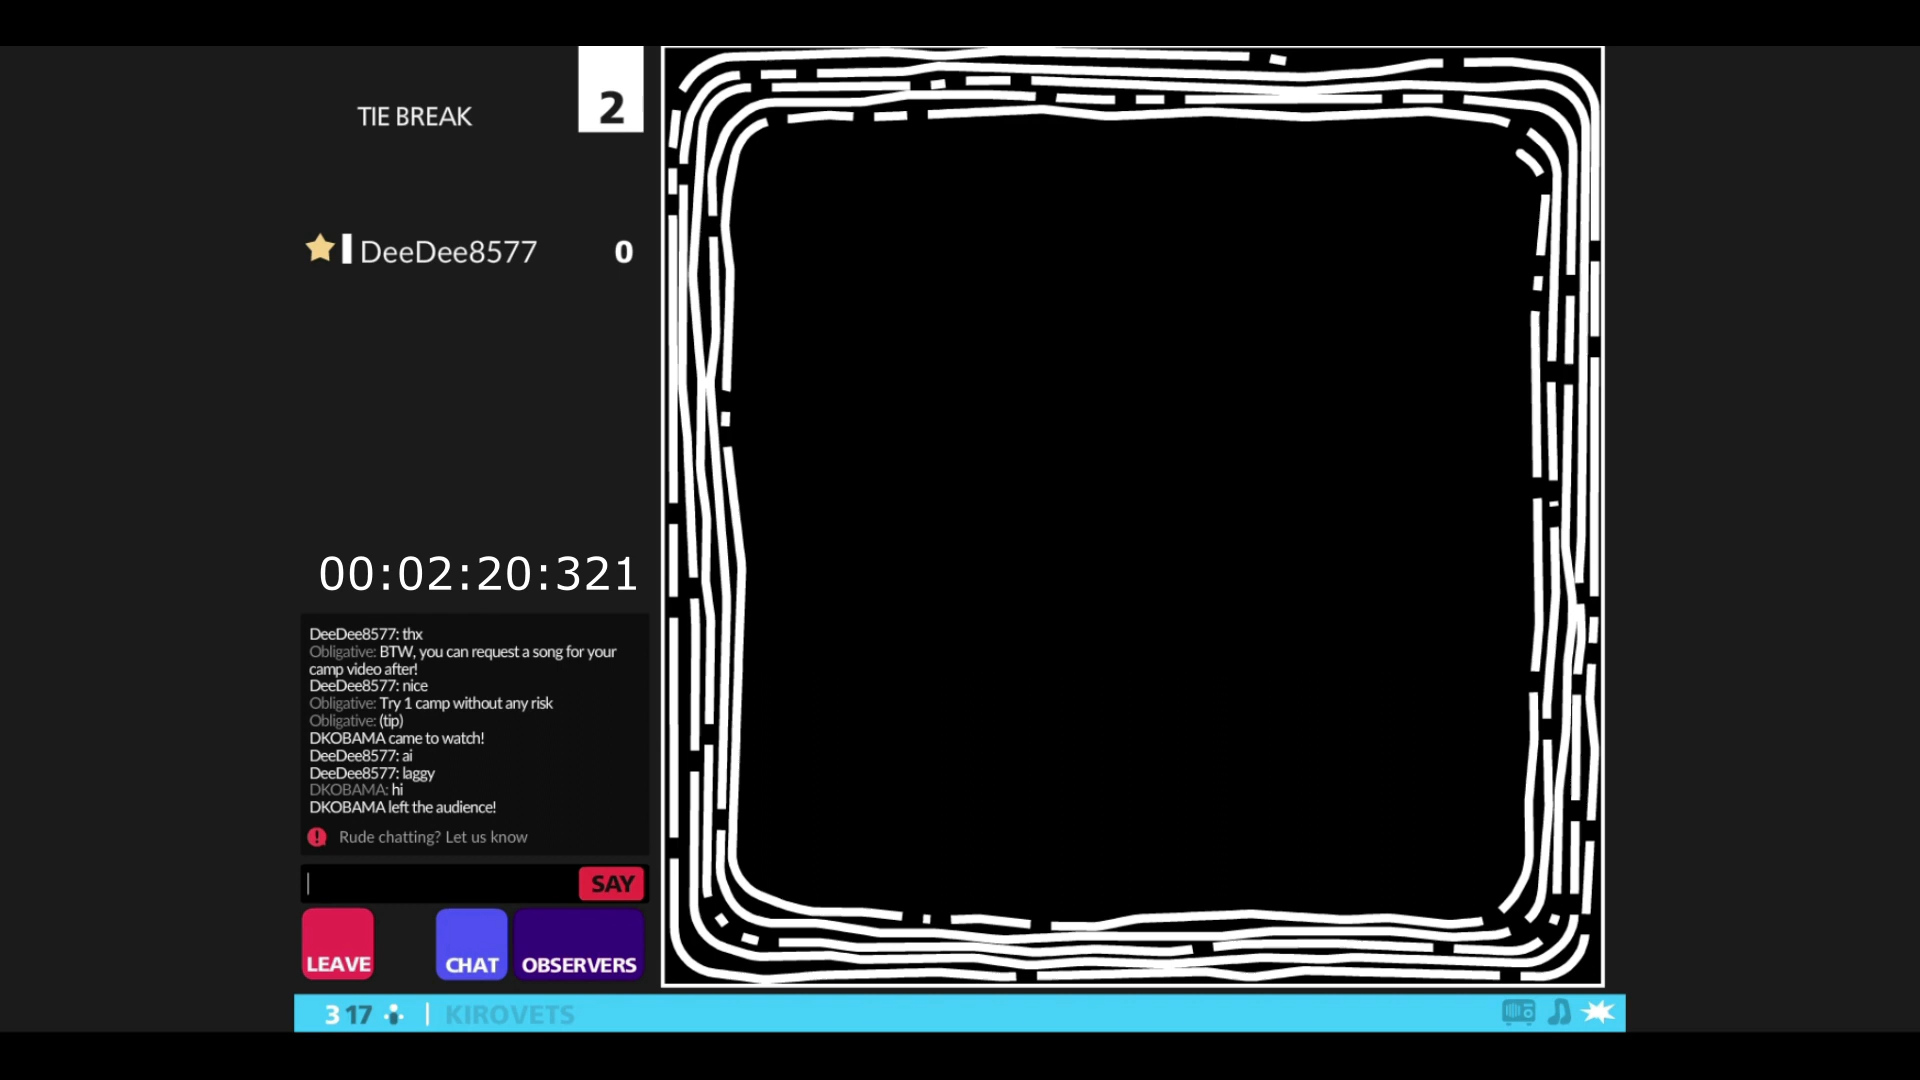 TIE BREAK
2
DeeDee8577 0
00:02:20:321
DeeDee8577: thx
Obligative: BTW, you can request a song for your
camp video after!
DeeDee8577: nice
Obligative: Try 1 camp without any risk
Obligative: (tip)
DKOBAMA came to watch!
DeeDee8577: ai
DeeDee8577: laggy
DKOBAMA: hi
DKOBAMA left the audience!
Rude chatting? Let us know
SAY
LEAVE
CHAT
OBSERVERS
3 17 KIROVETS